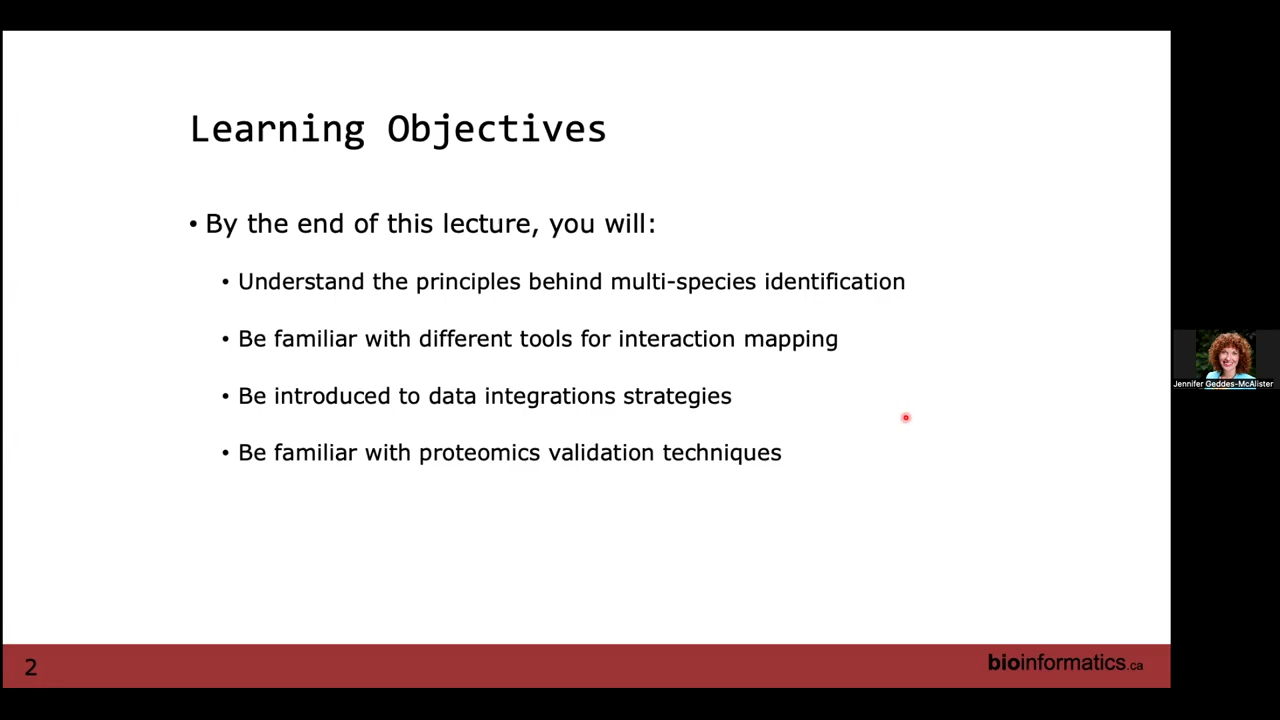 Learning Objectives
• By the end of this lecture, you will:
• Understand the principles behind multi-species identification
• Be familiar with different tools for interaction mapping
• Be introduced to data integrations strategies
• Be familiar with proteomics validation techniques
Jennifer Geddes-McAlister
2
bioinformatics.ca